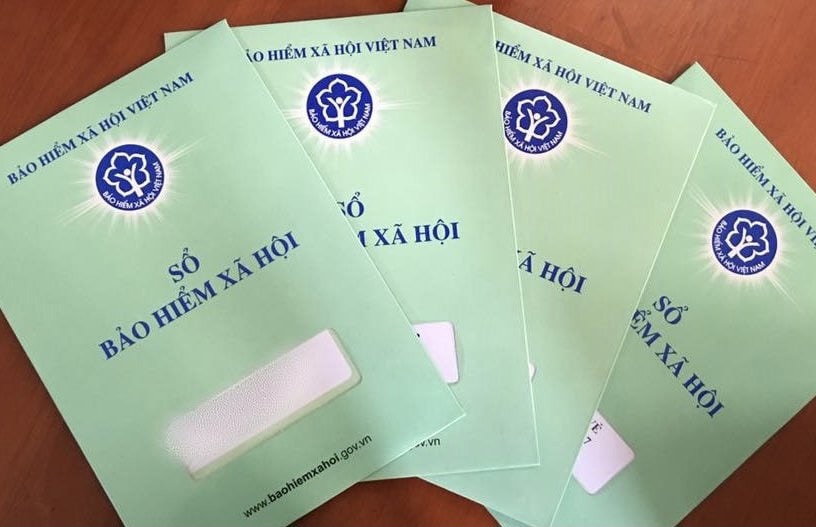 BẢO HIỂM XÃ HỘI VIỆT NAM
BẢO HIỂM XÃ HỘI VIỆT NAM
SỔ
BẢO HIỂM XÃ HỘI
www.baohiemxahoi.gov.vn
ẢO HIỂM XÃ HỘI VIỆT NAM
BẢO HIỂM XÃ HỘI VIỆT NAM
SỔ
M XÃ HỘI
.vn
HIỂM XÃ HỘI VIỆT NAM
BẢO HIỂM XÃ HỘI VIỆT NAM
XÃ HỘI
7
BẢO HIỂM XÃ HỘI VIỆT
BẢO HIỂM XÃ HỘI VIỆT NAM
SỔ
ỂM XÃ HỘI